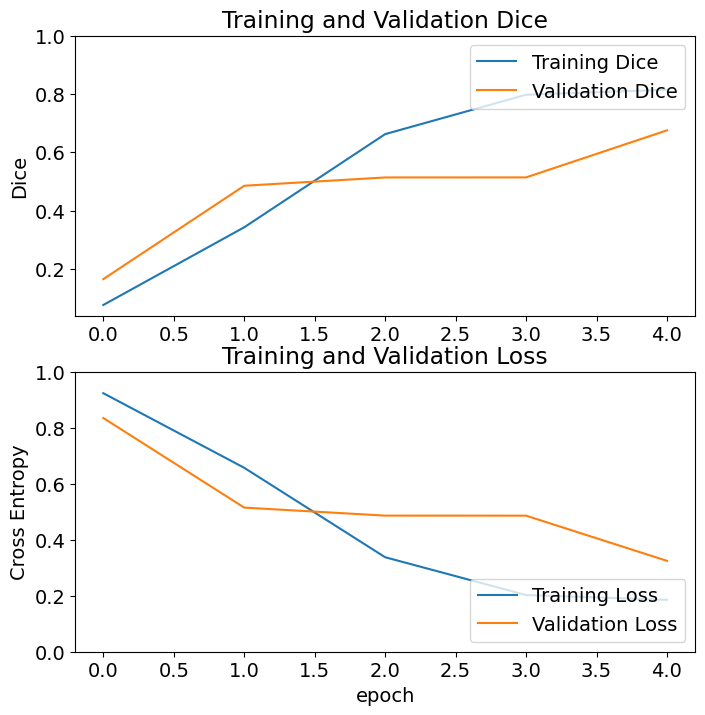 Training and Validation Dice
1.0
0.8
0.6
0.4
0.2
Dice
Training Dice
Validation Dice
0.0 0.5 1.0 1.5 2.0 2.5 3.0 3.5 4.0
Training and Validation Loss
1.0
0.8
0.6
0.4
0.2
0.0
Cross Entropy
Training Loss
Validation Loss
0.0 0.5 1.0 1.5 2.0 2.5 3.0 3.5 4.0
epoch